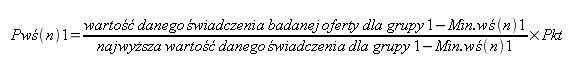 Pwś(n)1= wartość danego świadczenia badanej oferty dla grupy 1−Min.wś(n)1 / najwyższa wartość danego świadczenia dla grupy 1−Min.wś(n)1 ×Pkt